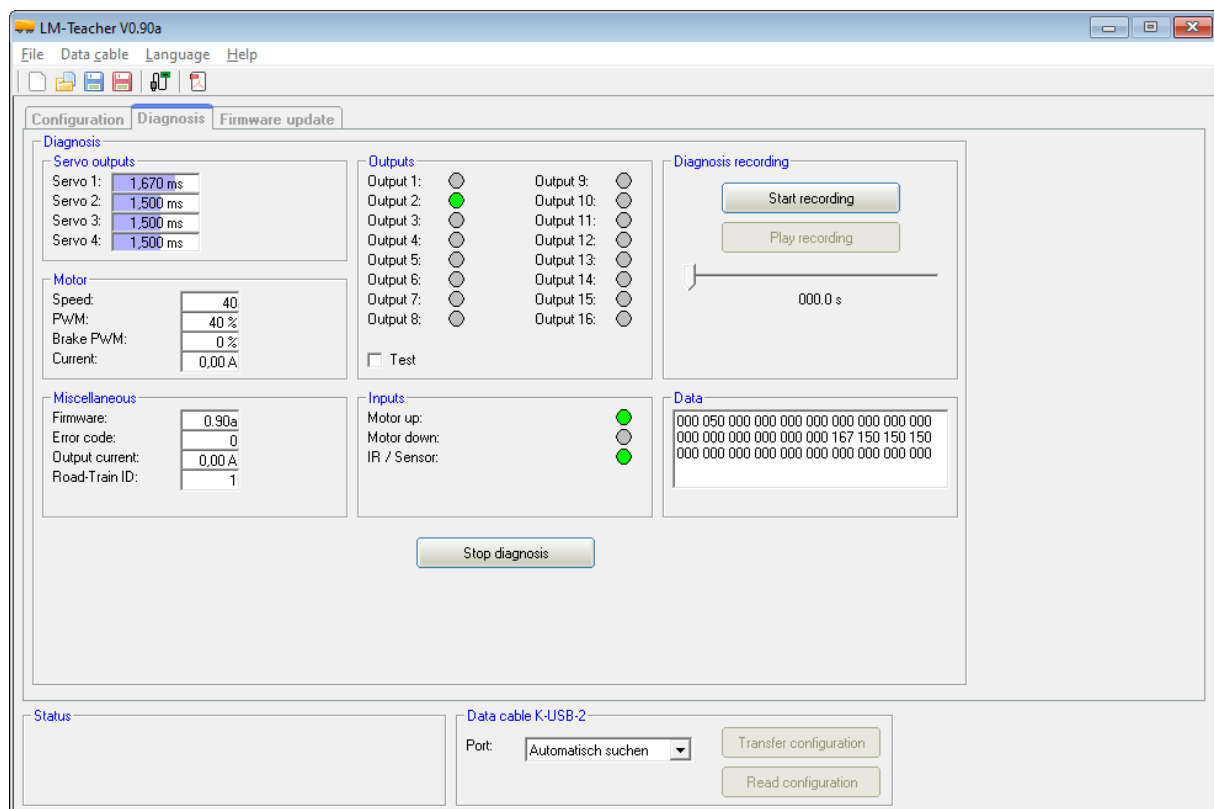 LM-Teacher V0.90a
File Data cable Language Help
Configuration Diagnosis Firmware update
Diagnosis
Servo outputs
Servo 1: 1,670 ms
Servo 2: 1,500 ms
Servo 3: 1,500 ms
Servo 4: 1,500 ms
Motor
Speed: 40
PWM: 40 %
Brake PWM: 0 %
Current: 0,00 A
Miscellaneous
Firmware: 0.90a
Error code: 0
Output current: 0,00 A
Road-Train ID: 1
Outputs
Output 1: Output 9:
Output 2: Output 10:
Output 3: Output 11:
Output 4: Output 12:
Output 5: Output 13:
Output 6: Output 14:
Output 7: Output 15:
Output 8: Output 16:
Test
Inputs
Motor up:
Motor down:
IR / Sensor:
Diagnosis recording
Start recording
Play recording
000.0 s
Data
000 050 000 000 000 000 000 000 000 000
000 000 000 000 000 000 167 150 150 150
000 000 000 000 000 000 000 000 000 000
Stop diagnosis
Status
Data cable K-USB-2
Port: Automatisch suchen
Transfer configuration
Read configuration